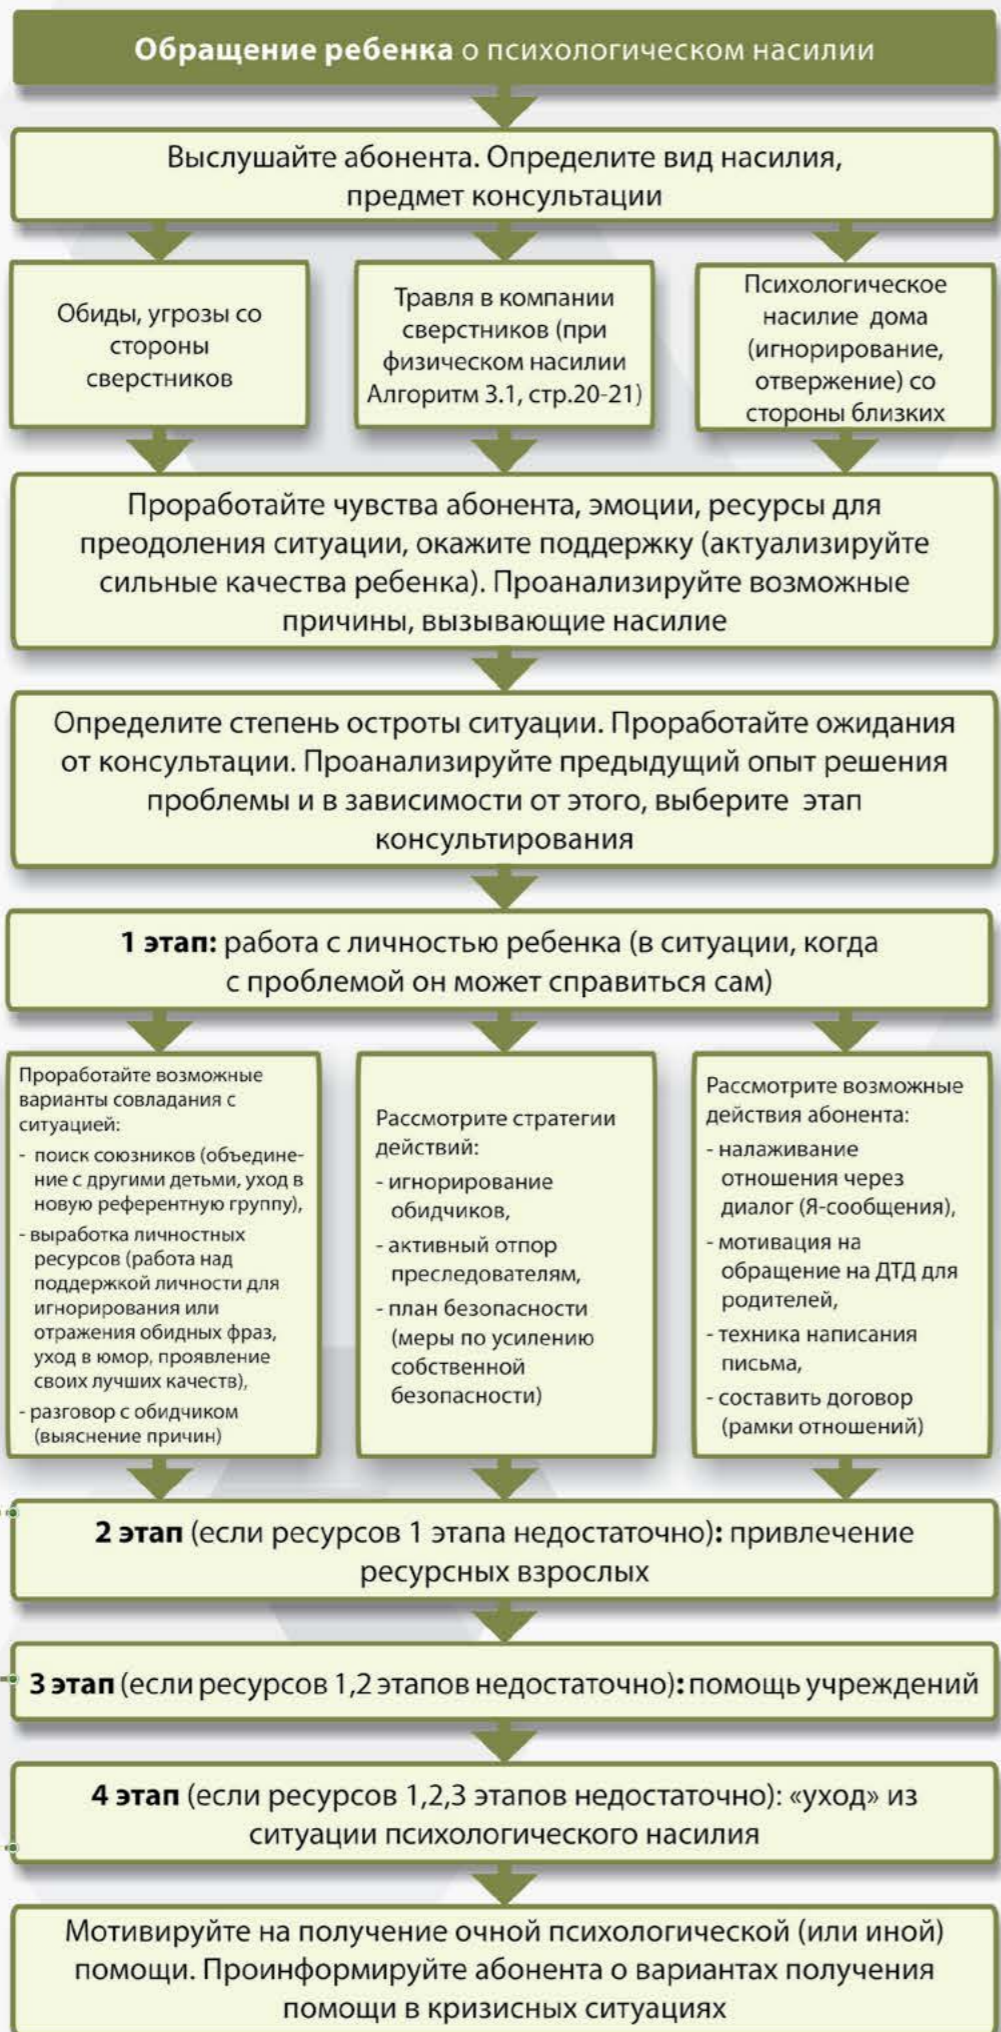 Обращение ребенка о психологическом насилии
Выслушайте абонента. Определите вид насилия,
предмет консультации
Обиды, угрозы со
стороны
сверстников
Травля в компании
сверстников (при
физическом насилии
Алгоритм 3.1, стр.20-21)
Психологическое
насилие дома
(игнорирование,
отвержение) со
стороны близких
Проработайте чувства абонента, эмоции, ресурсы для
преодоления ситуации, окажите поддержку (актуализируйте
сильные качества ребенка). Проанализируйте возможные
причины, вызывающие насилие
Определите степень остроты ситуации. Проработайте ожидания
от консультации. Проанализируйте предыдущий опыт решения
проблемы и в зависимости от этого, выберите этап
консультирования
1 этап: работа с личностью ребенка (в ситуации, когда
с проблемой он может справиться сам)
Проработайте возможные
варианты совладания с
ситуацией:
- поиск союзников (объедине-
ние с другими детьми, уход в
новую референтную группу),
- выработка личностных
ресурсов (работа над
поддержкой личности для
игнорирования или
отражения обидных фраз,
уход в юмор, проявление
своих лучших качеств),
- разговор с обидчиком
(выяснение причин)
Рассмотрите стратегии
действий:
- игнорирование
обидчиков,
- активный отпор
преследователям,
- план безопасности
(меры по усилению
собственной
безопасности)
Рассмотрите возможные
действия абонента:
- налаживание
отношения через
диалог (Я-сообщения),
- мотивация на
обращение на ДТД для
родителей,
- техника написания
письма,
- составить договор
(рамки отношений)
2 этап (если ресурсов 1 этапа недостаточно): привлечение
ресурсных взрослых
3 этап (если ресурсов 1,2 этапов недостаточно): помощь учреждений
4 этап (если ресурсов 1,2,3 этапов недостаточно): «уход» из
ситуации психологического насилия
Мотивируйте на получение очной психологической (или иной)
помощи. Проинформируйте абонента о вариантах получения
помощи в кризисных ситуациях